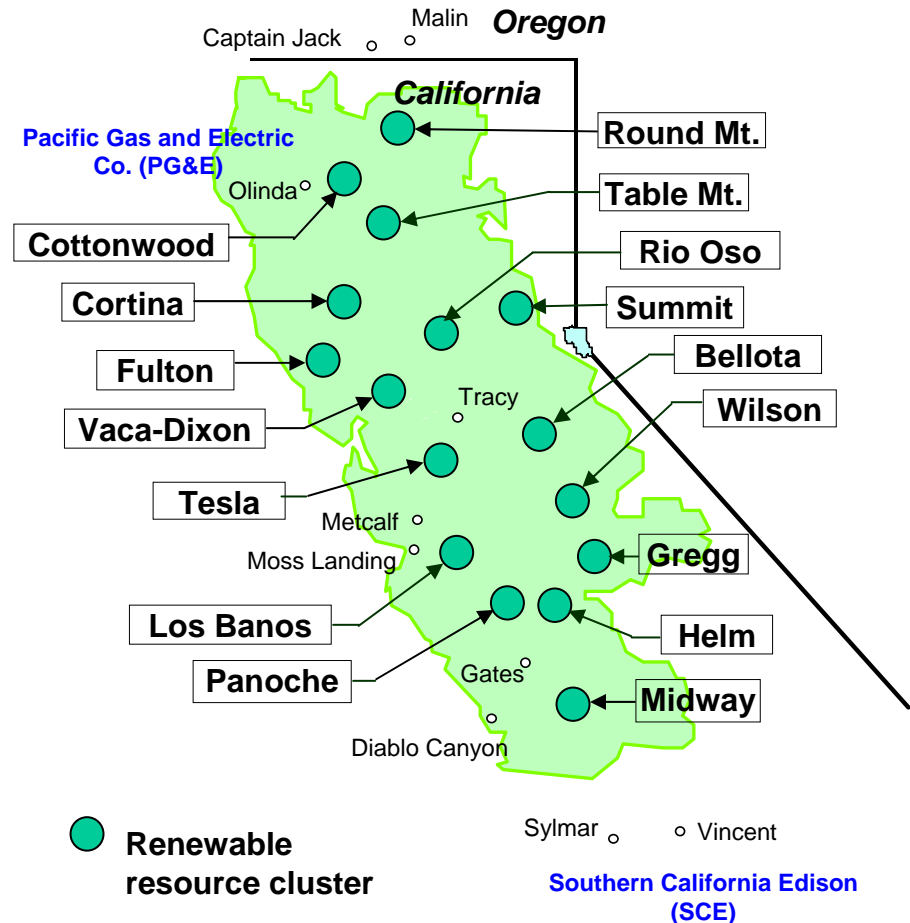 Malin
Oregon
Captain Jack
California
Pacific Gas and Electric
Co. (PG&E)
Round Mt.
Olinda
Table Mt.
Cottonwood
Rio Oso
Cortina
Summit
Bellota
Fulton
Wilson
Tracy
Vaca-Dixon
Tesla
Metcalf
Moss Landing
Gregg
Los Banos
Helm
Gates
Panoche
Midway
Diablo Canyon
Sylmar
Vincent
Renewable
resource cluster
Southern California Edison
(SCE)